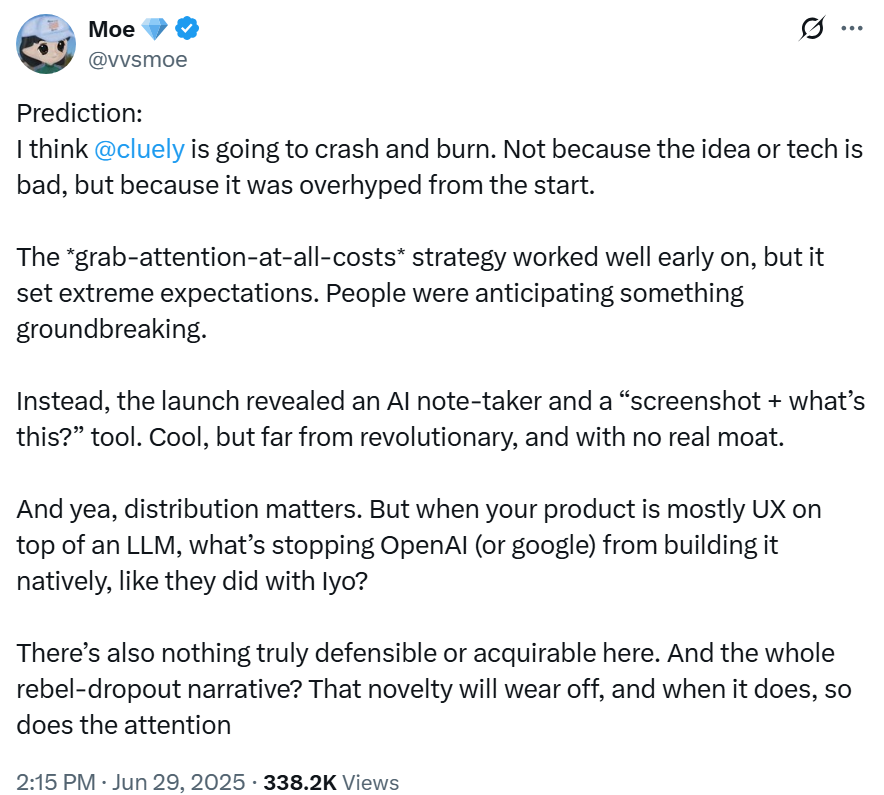 Moe 💎
@vvsmoe
Prediction:
I think @cluely is going to crash and burn. Not because the idea or tech is
bad, but because it was overhyped from the start.
The *grab-attention-at-all-costs* strategy worked well early on, but it
set extreme expectations. People were anticipating something
groundbreaking.
Instead, the launch revealed an AI note-taker and a “screenshot + what’s
this?” tool. Cool, but far from revolutionary, and with no real moat.
And yea, distribution matters. But when your product is mostly UX on
top of an LLM, what’s stopping OpenAI (or google) from building it
natively, like they did with Iyo?
There’s also nothing truly defensible or acquirable here. And the whole
rebel-dropout narrative? That novelty will wear off, and when it does, so
does the attention
2:15 PM · Jun 29, 2025 · 338.2K Views